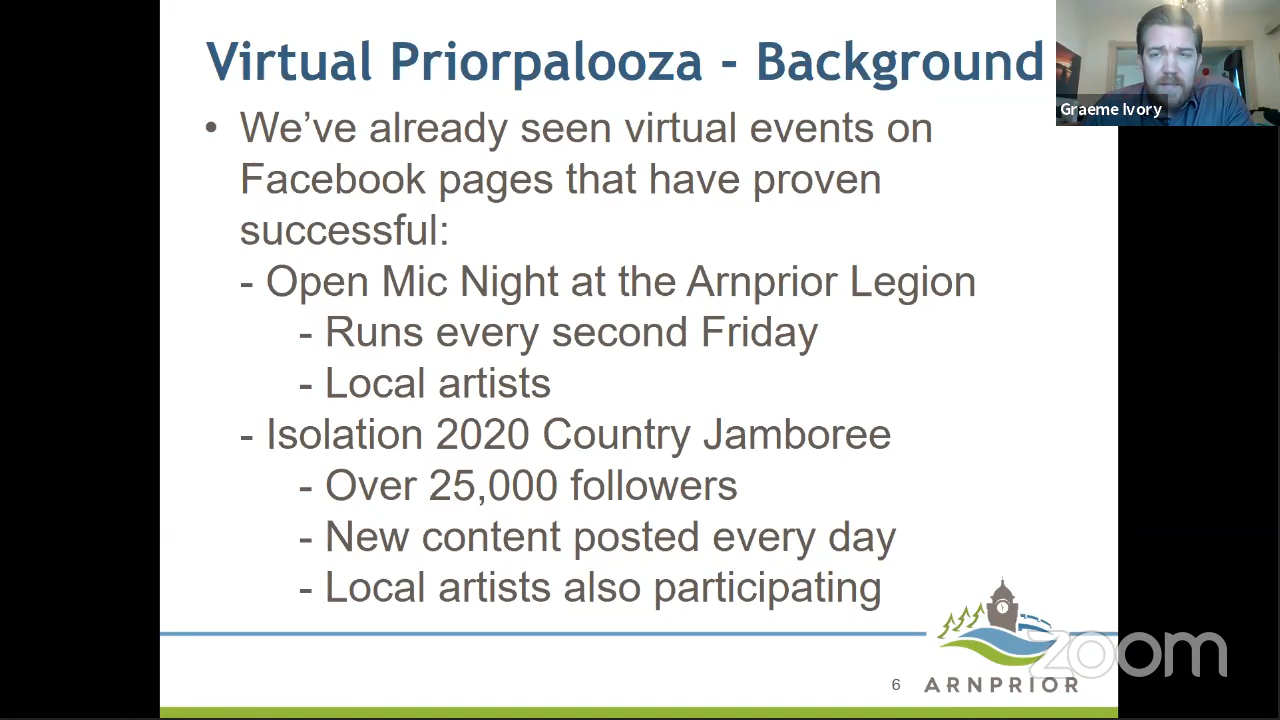 Virtual Priorpalooza - Background
Graeme Ivory
• We’ve already seen virtual events on
Facebook pages that have proven
successful:
- Open Mic Night at the Arnprior Legion
- Runs every second Friday
- Local artists
- Isolation 2020 Country Jamboree
- Over 25,000 followers
- New content posted every day
- Local artists also participating
zoom
6
ARNPRIOR